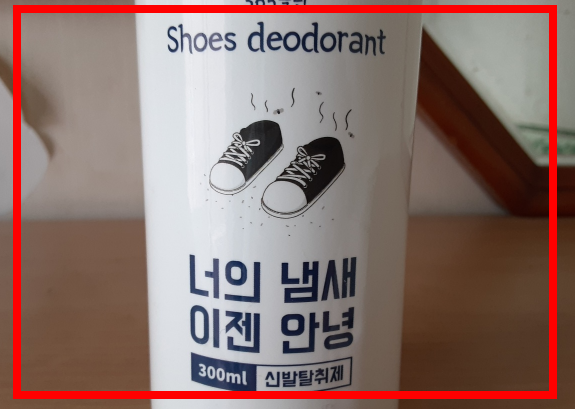 Shoes deodorant
너의 냄새
이젠 안녕
300ml 신발탈취제